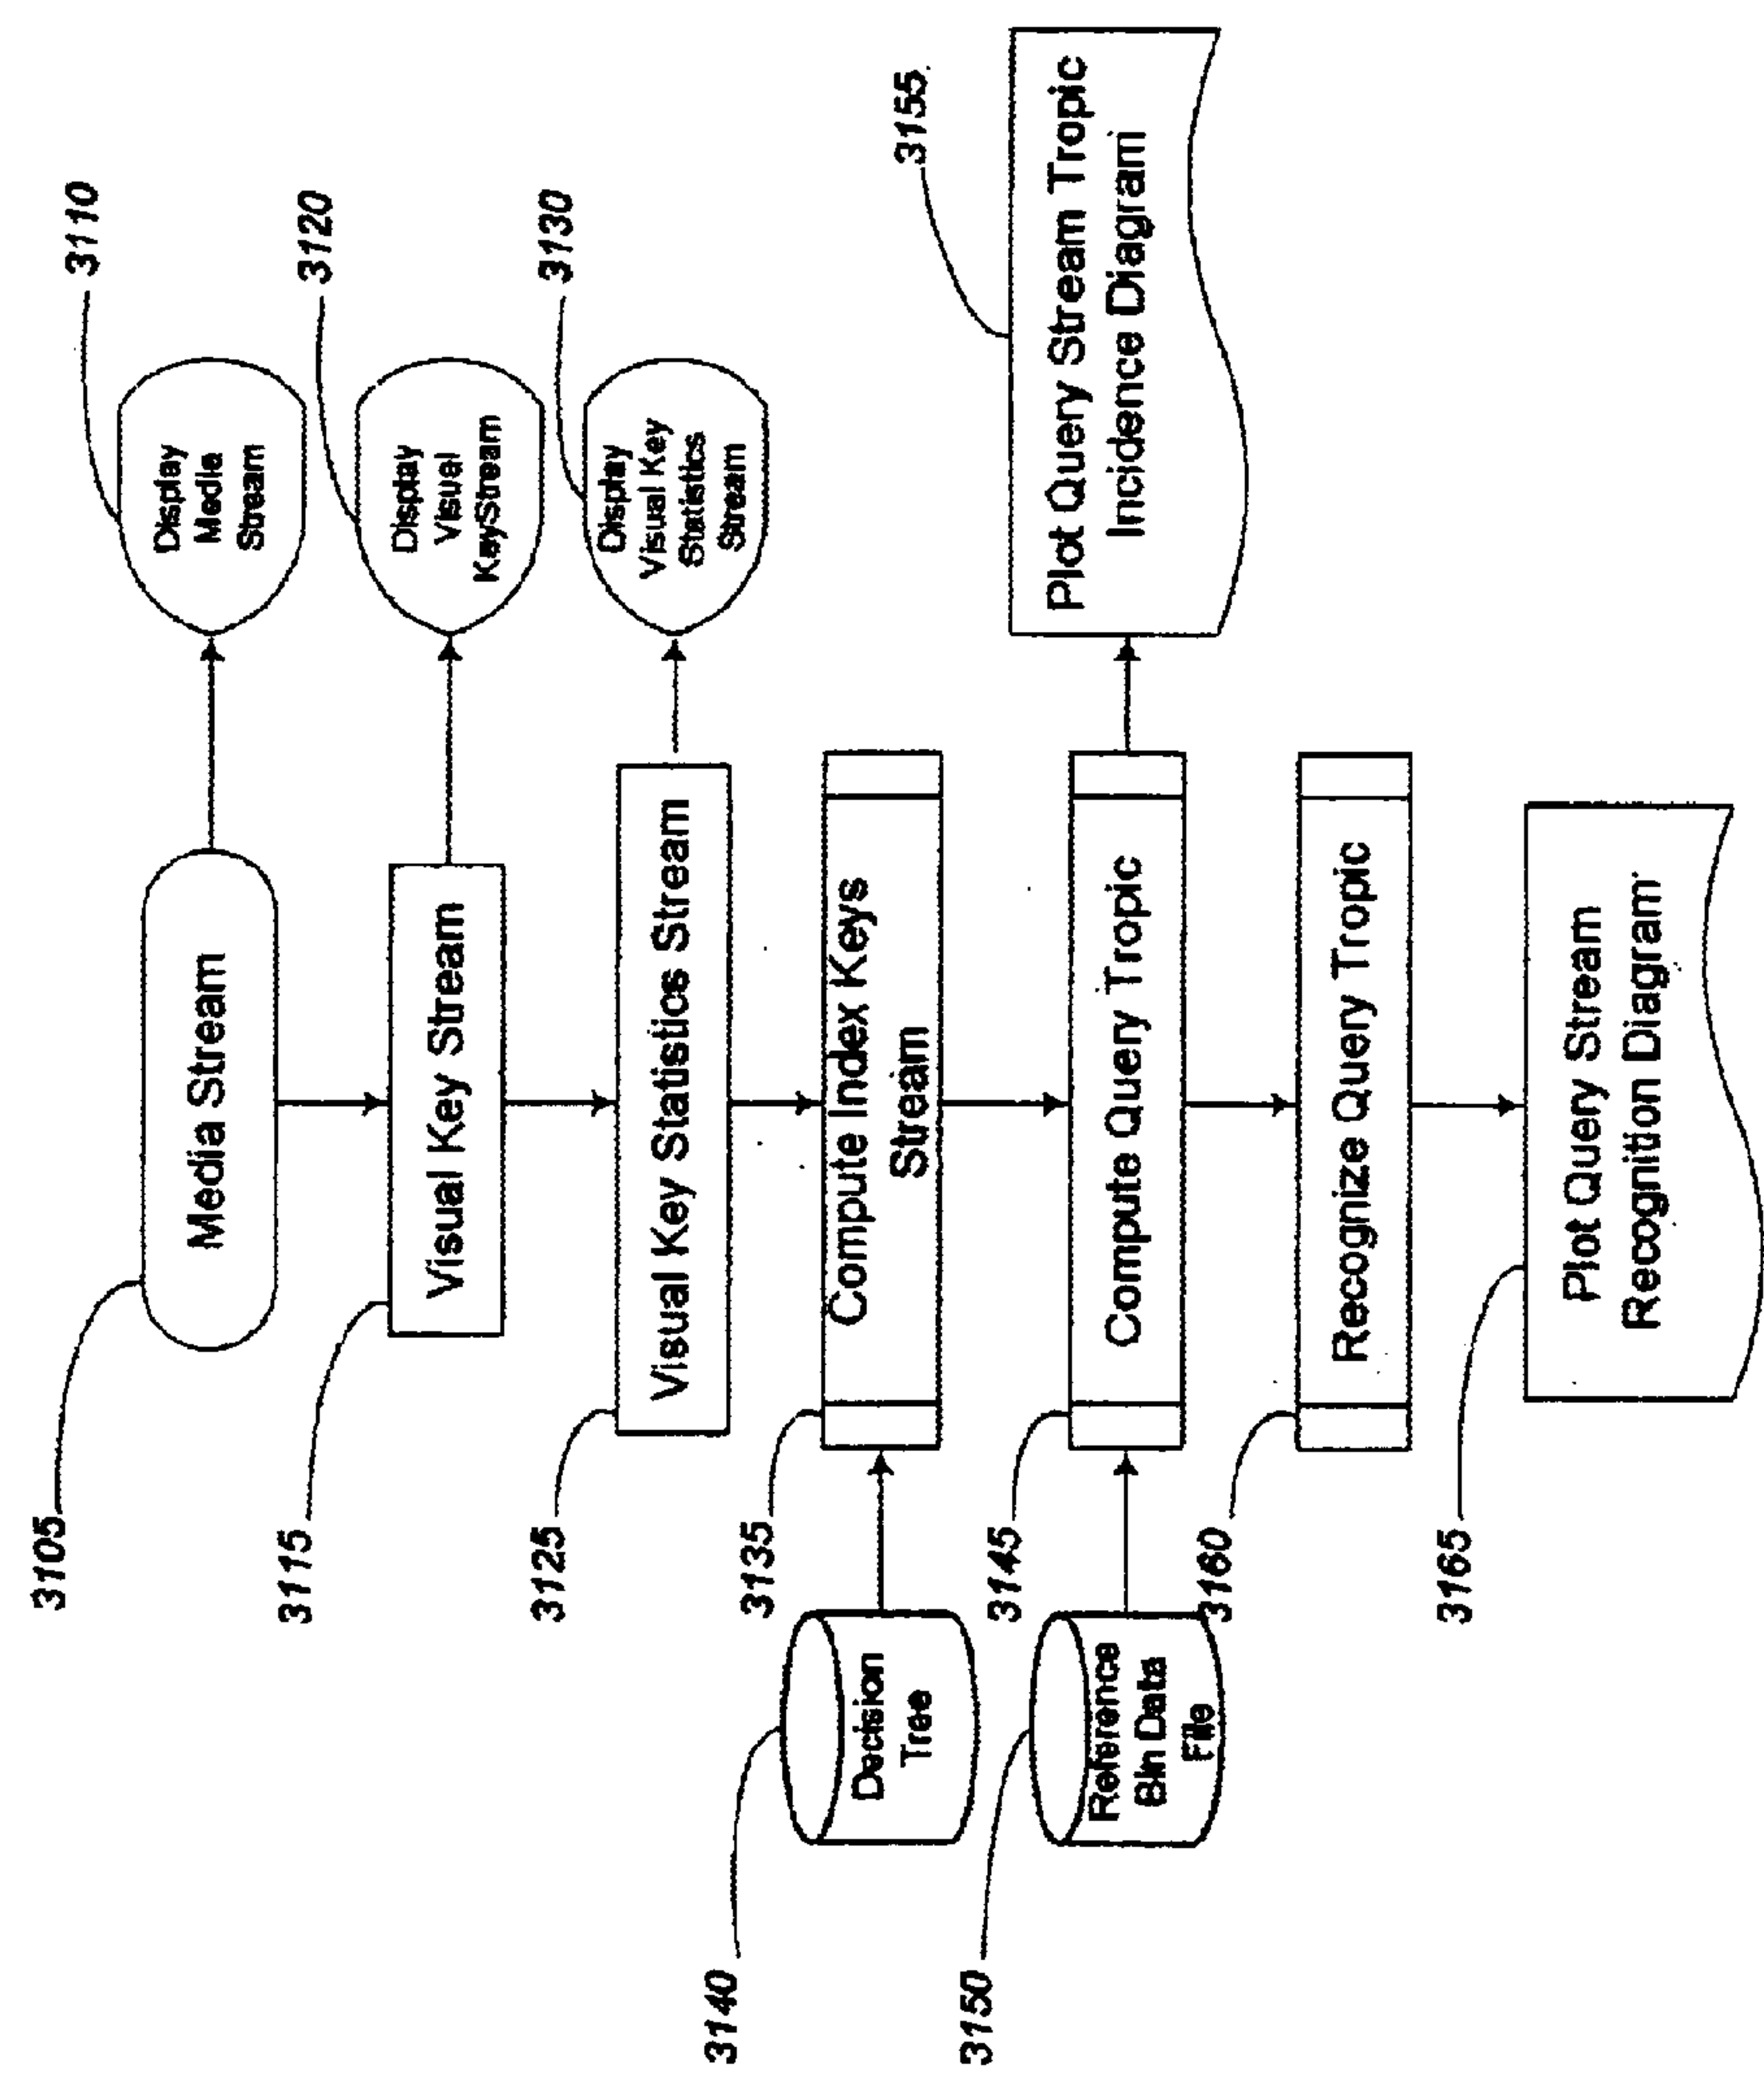 3105
Media Stream
3110
Display
Media
Stream
3115
Visual Key Stream
3120
Display
Visual
KeyStream
3125
Visual Key Statistics Stream
3130
Display
Visual Key
Statistics
Stream
3135
Compute Index Keys
Stream
3140
Decision
Tree
3145
Compute Query Tropic
3150
Reference
Bin Data
File
3155
Plot Query Stream Tropic
Incidence Diagram
3160
Recognize Query Tropic
3165
Plot Query Stream
Recognition Diagram